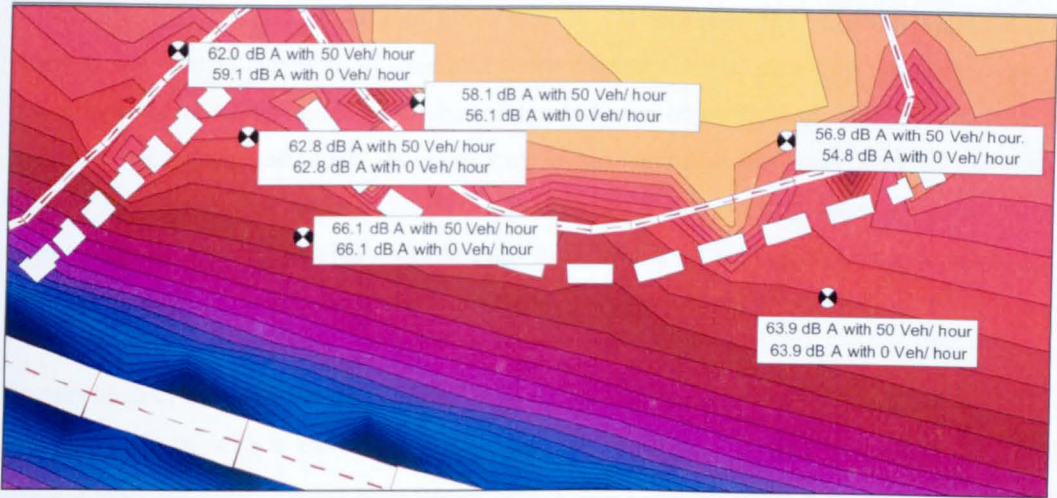 62.0 dB A with 50 Veh/ hour
59.1 dB A with 0 Veh/ hour
58.1 dB A with 50 Veh/ hour
56.1 dB A with 0 Veh/ hour
62.8 dB A with 50 Veh/ hour
62.8 dB A with 0 Veh/ hour
56.9 dB A with 50 Veh/ hour.
54.8 dB A with 0 Veh/ hour
66.1 dB A with 50 Veh/ hour
66.1 dB A with 0 Veh/ hour
63.9 dB A with 50 Veh/ hour
63.9 dB A with 0 Veh/ hour